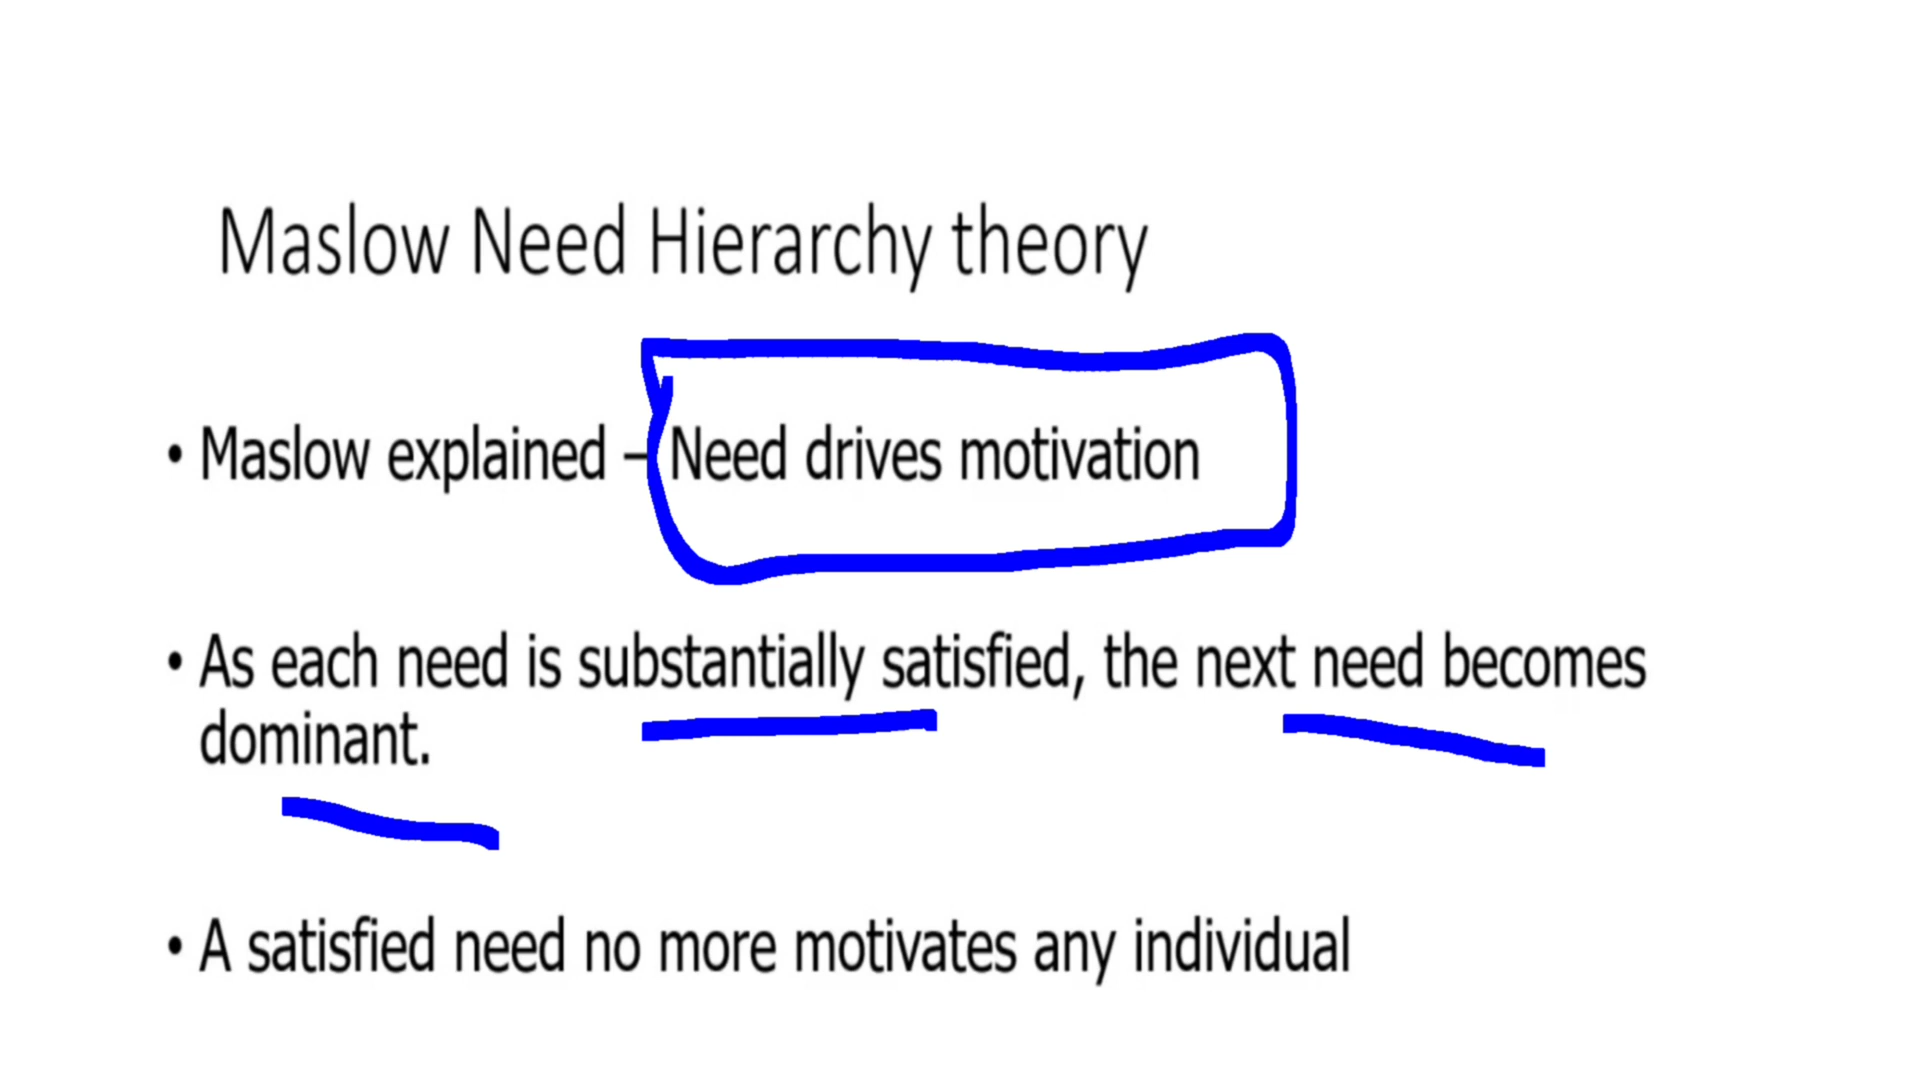 Maslow Need Hierarchy theory
• Maslow explained – Need drives motivation
• As each need is substantially satisfied, the next need becomes
dominant.
• A satisfied need no more motivates any individual